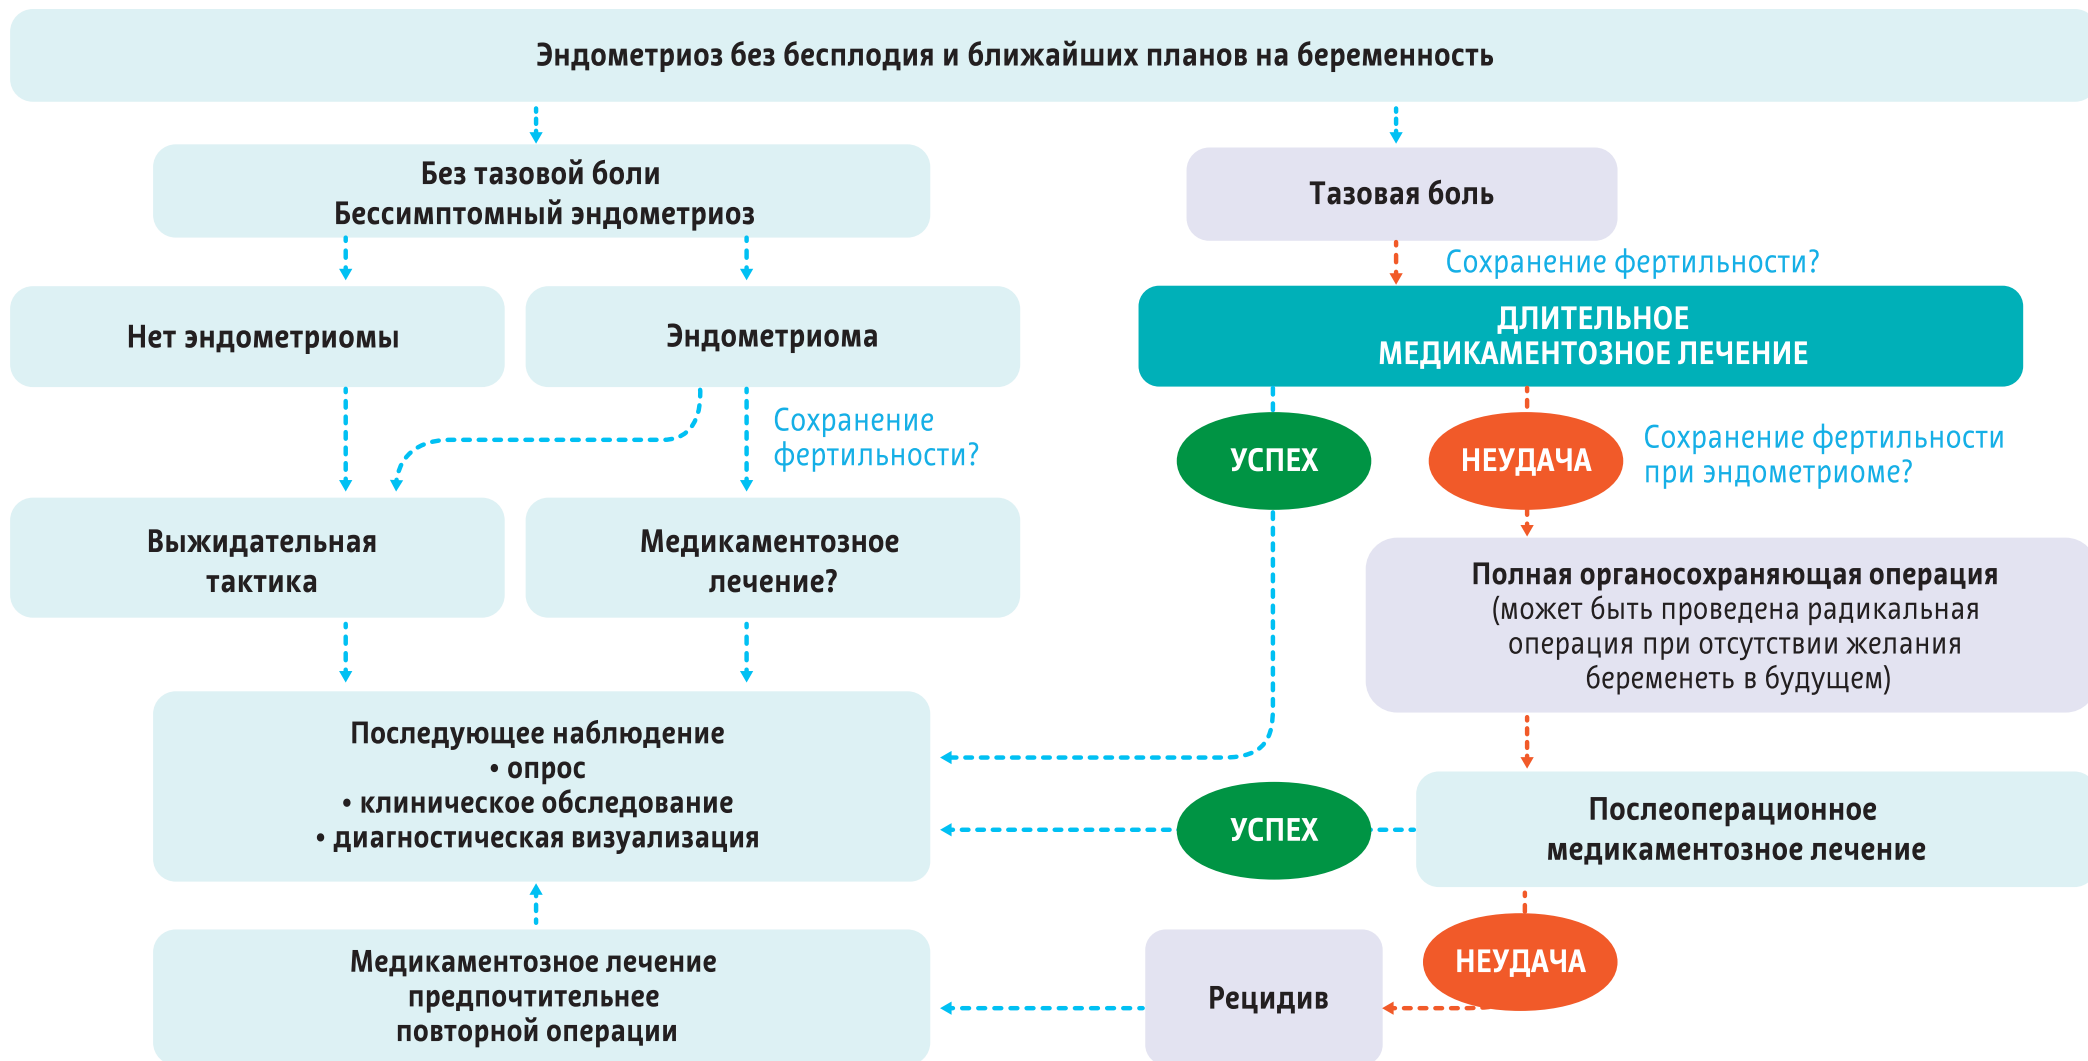 Эндометриоз без бесплодия и ближайших планов на беременность
Без тазовой боли
Бессимптомный эндометриоз
Тазовая боль
Сохранение фертильности?
Нет эндометриомы
Эндометриома
ДЛИТЕЛЬНОЕ
МЕДИКАМЕНТОЗНОЕ ЛЕЧЕНИЕ
Сохранение
фертильности?
УСПЕХ
НЕУДАЧА
Сохранение фертильности
при эндометриоме?
Выжидательная
тактика
Медикаментозное
лечение?
Полная органосохраняющая операция
(может быть проведена радикальная
операция при отсутствии желания
беременеть в будущем)
Последующее наблюдение
• опрос
• клиническое обследование
• диагностическая визуализация
УСПЕХ
Послеоперационное
медикаментозное лечение
НЕУДАЧА
Рецидив
Медикаментозное лечение
предпочтительнее
повторной операции